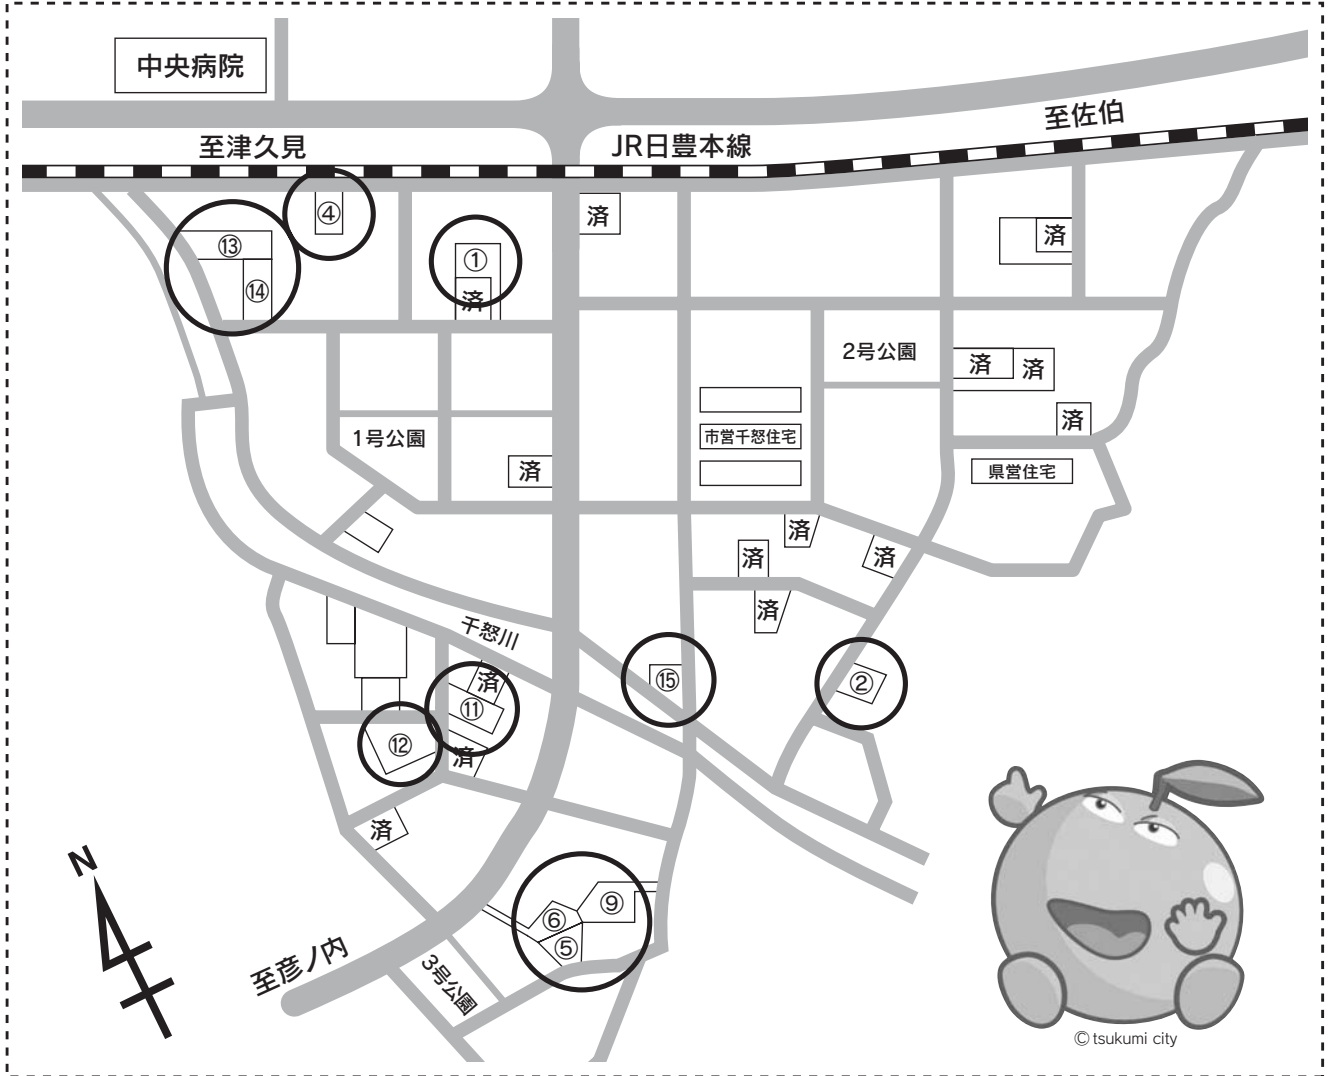 中央病院
至津久見
JR日豊本線
至佐伯
④
済
⑬
①
済
⑭
済
2号公園
済
済
済
1号公園
市営千怒住宅
済
県営住宅
済
済
済
済
千怒川
済
⑮
②
⑪
⑫
済
済
N
⑨
⑥
⑤
至彦ノ内
3号公園
© tsukumi city